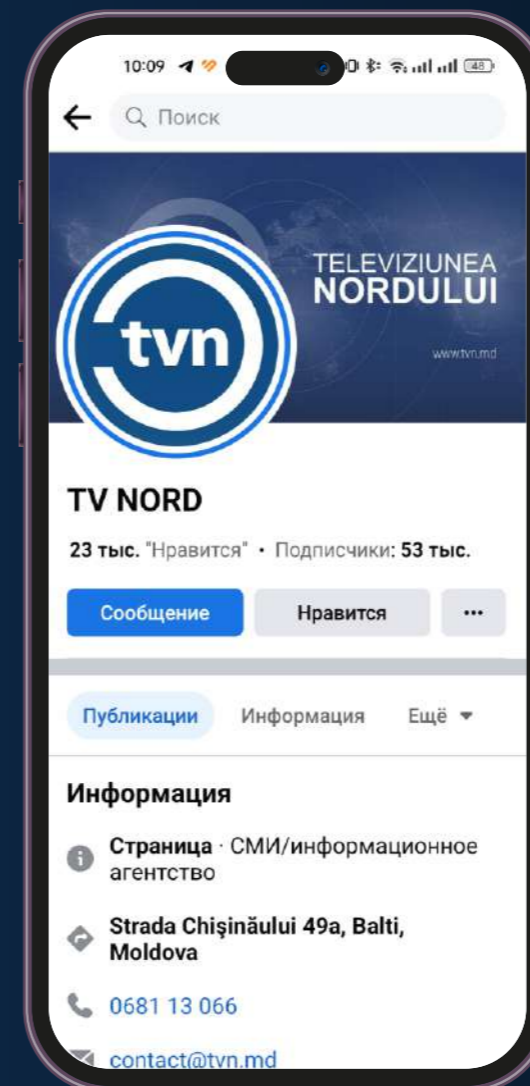 10:09
48
Поиск
TELEVIZIUNEA
NORDULUI
tvn
www.tvn.md
TV NORD
23 тыс. "Нравится" · Подписчики: 53 тыс.
Сообщение Нравится ...
Публикации Информация Ещё
Информация
Страница · СМИ/информационное
агентство
Strada Chişinăului 49a, Balti,
Moldova
0681 13 066
contact@tvn.md